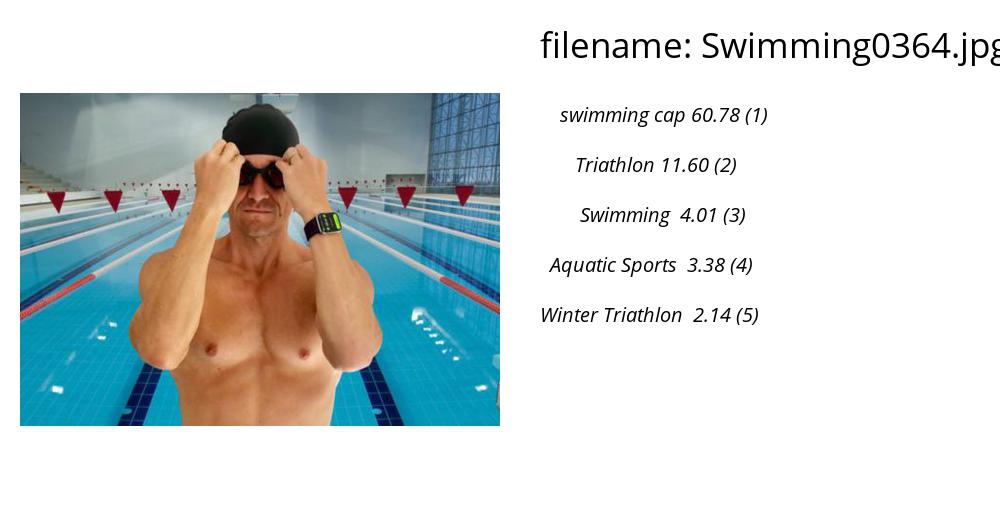 filename: Swimming0364.jpg
swimming cap 60.78 (1)
Triathlon 11.60 (2)
Swimming 4.01 (3)
Aquatic Sports 3.38 (4)
Winter Triathlon 2.14 (5)